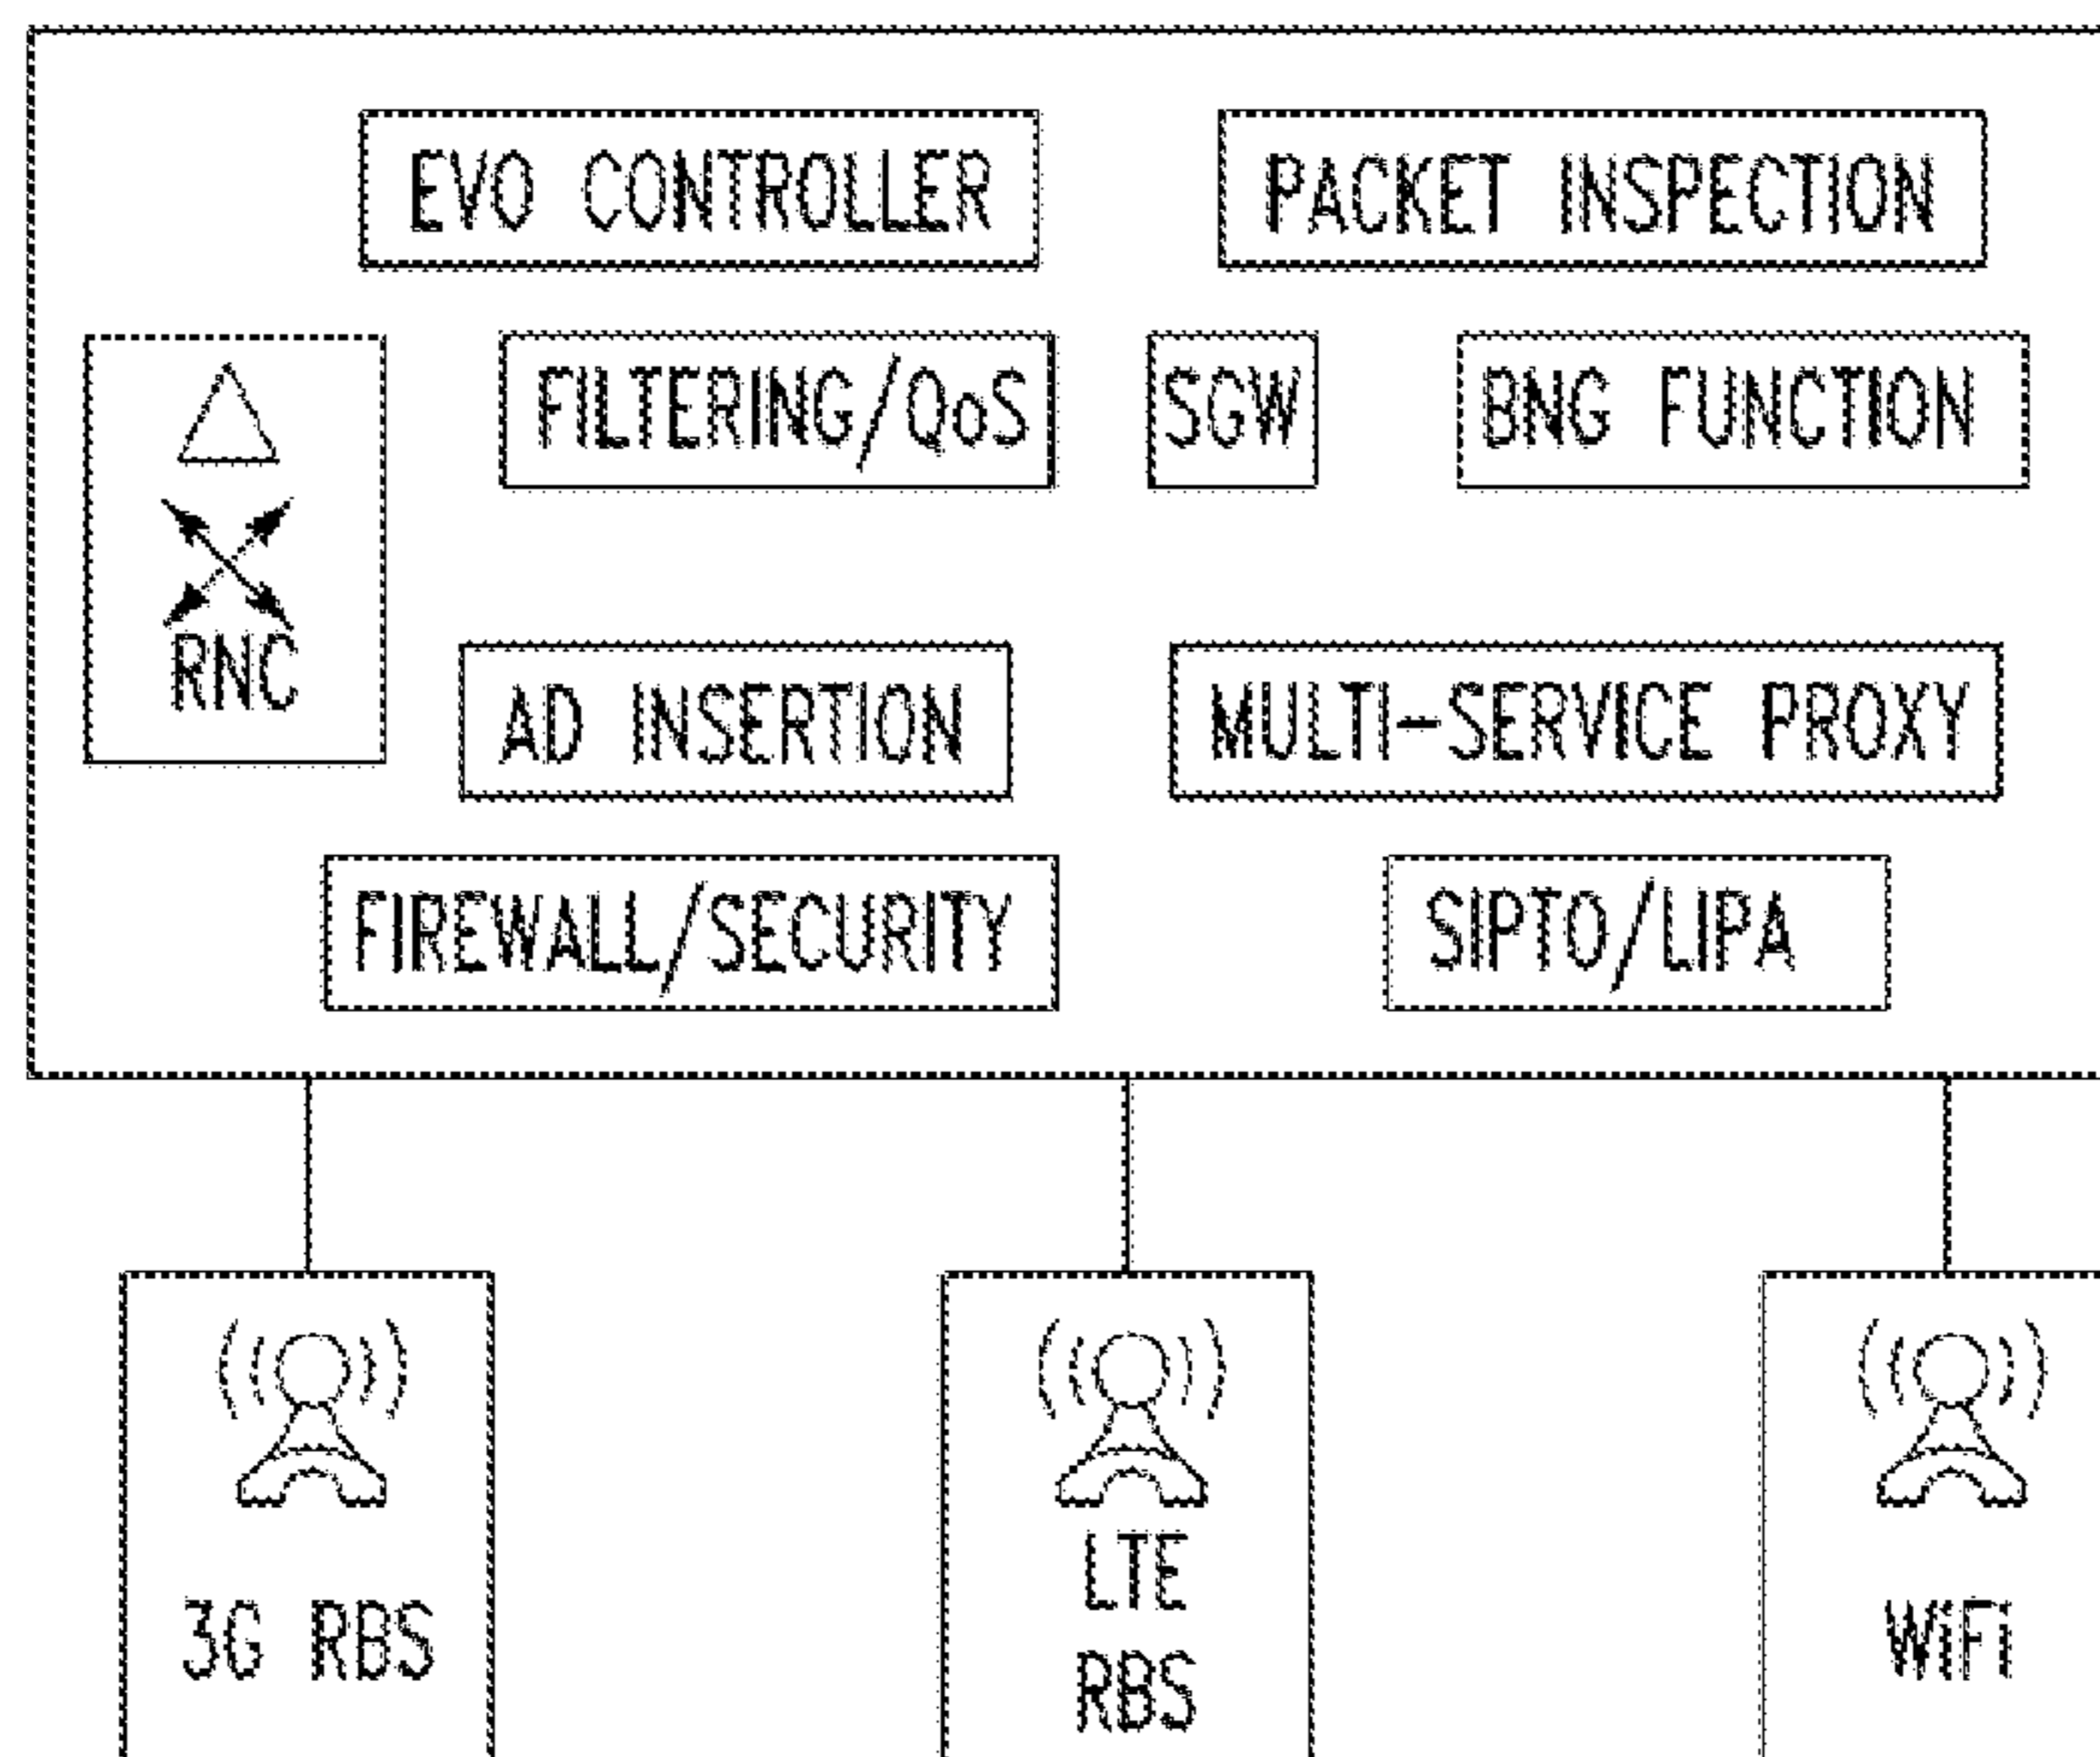 EVO CONTROLLER
PACKET INSPECTION
FILTERING/QoS
SGW
BNG FUNCTION
RNC
AD INSERTION
MULTI-SERVICE PROXY
FIREWALL/SECURITY
SIPTO/LIPA
3G RBS
LTE
RBS
WiFi